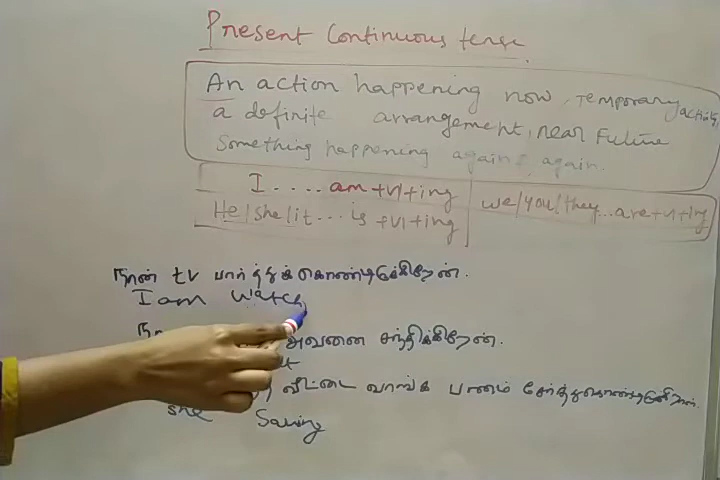 Present Continuous tense.
An action happening now, Temporary activity,
a definite arrangement, near Future
Something happening again & again.
I .... am +v1+ing
He/she/it ... is +v1+ing
we/you/they...are+v1+ing
நான் tv பார்த்துக்கொண்டிருக்கிறேன்.
I am watch
அவனை சந்திக்கிறேன்.
வீட்டை வாங்க பணம் சேர்த்துகொண்டிருக்கிறாள்.
she Saving